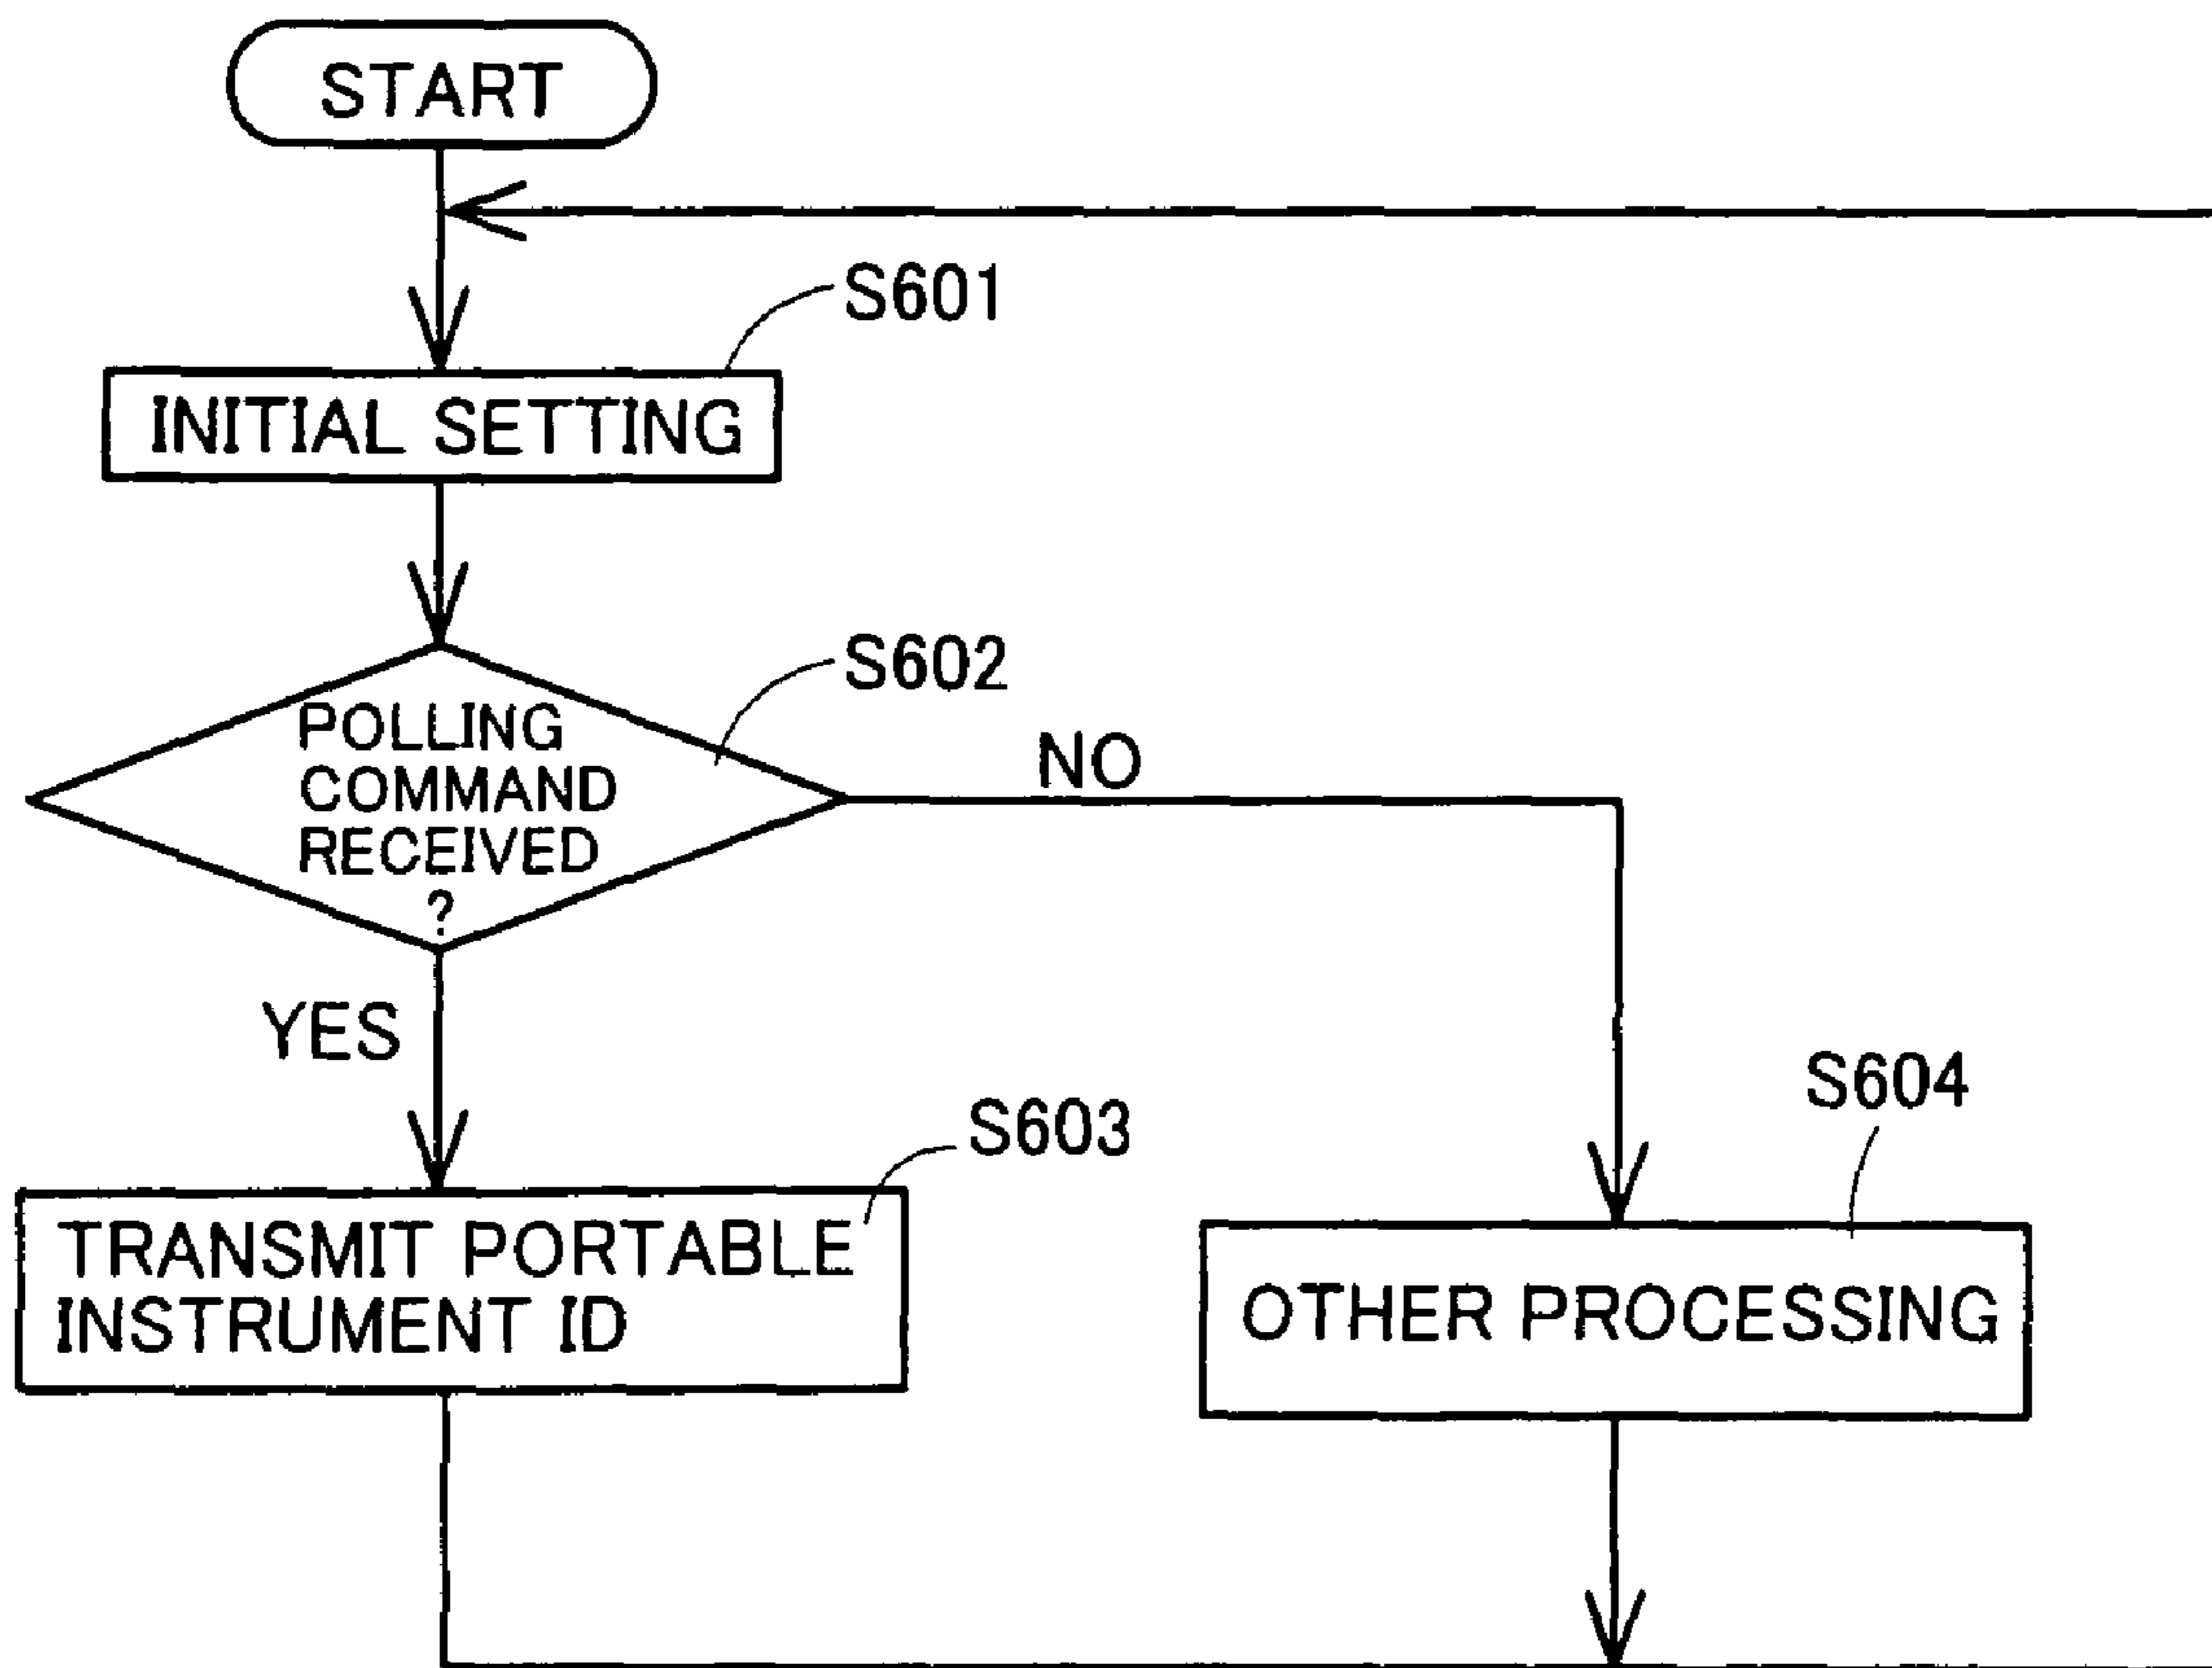 START
S601
INITIAL SETTING
S602
POLLING
COMMAND
RECEIVED
?
NO
YES
S603
S604
TRANSMIT PORTABLE
INSTRUMENT ID
OTHER PROCESSING